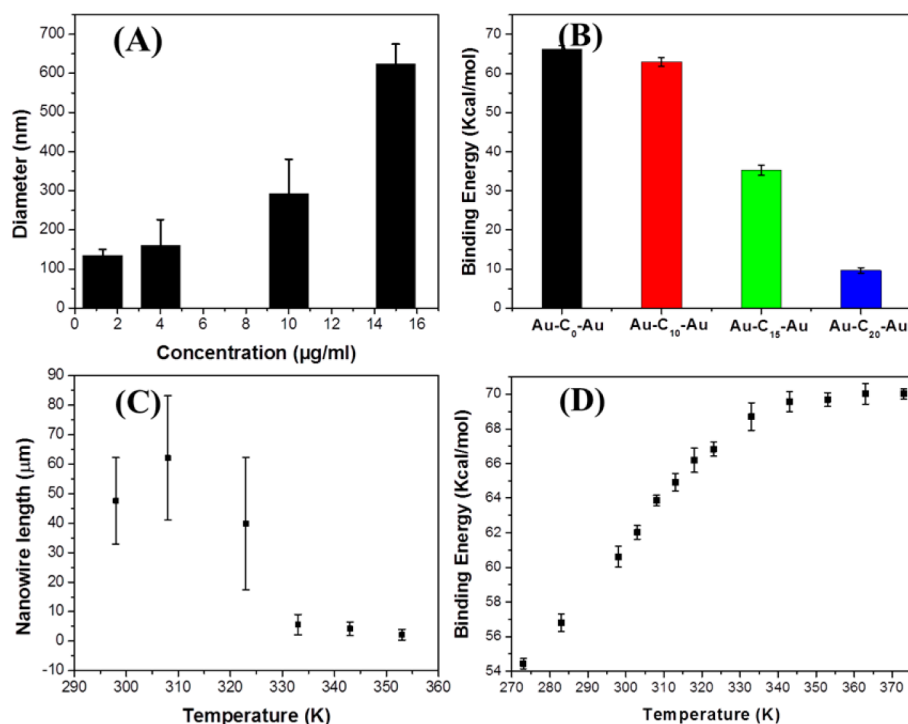 (A)
700
600
500
400
300
200
100
0
Diameter (nm)
0 2 4 6 8 10 12 14 16
Concentration (µg/ml)
(B)
70
60
50
40
30
20
10
0
Binding Energy (Kcal/mol)
Au-C₀-Au Au-C₁₀-Au Au-C₁₅-Au Au-C₂₀-Au
(C)
90
80
70
60
50
40
30
20
10
0
-10
Nanowire length (µm)
290 300 310 320 330 340 350 360
Temperature (K)
(D)
70
68
66
64
62
60
58
56
54
Binding Energy (Kcal/mol)
270 280 290 300 310 320 330 340 350 360 370
Temperature (K)